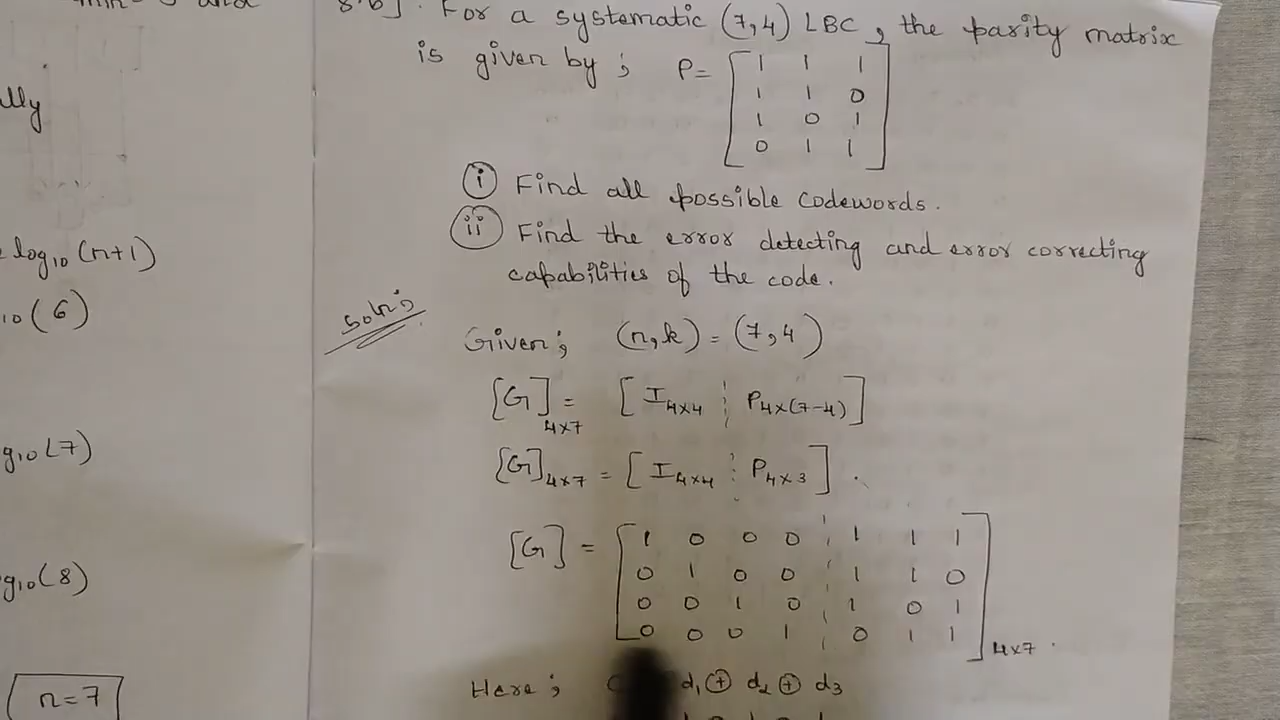 and
8.6]. For a systematic (7,4) LBC, the parity matrix
is given by; P= [ 1 1 1
1 1 0
1 0 1
0 1 1 ]
(i) Find all possible codewords.
(ii) Find the error detecting and error correcting
capabilities of the code.
Soln;
Given; (n,k) = (7,4)
[G]4x7 = [ I4x4 ⋮ P4x(7-4) ]
[G]4x7 = [ I4x4 ⋮ P4x3 ] .
[G] = [ 1 0 0 0 ⋮ 1 1 1
0 1 0 0 ⋮ 1 1 0
0 0 1 0 ⋮ 1 0 1
0 0 0 1 ⋮ 0 1 1 ]4x7 .
Here; d1 ⊕ d2 ⊕ d3
lly
log10 (n+1)
10 (6)
g10 (7)
g10 (8)
n=7